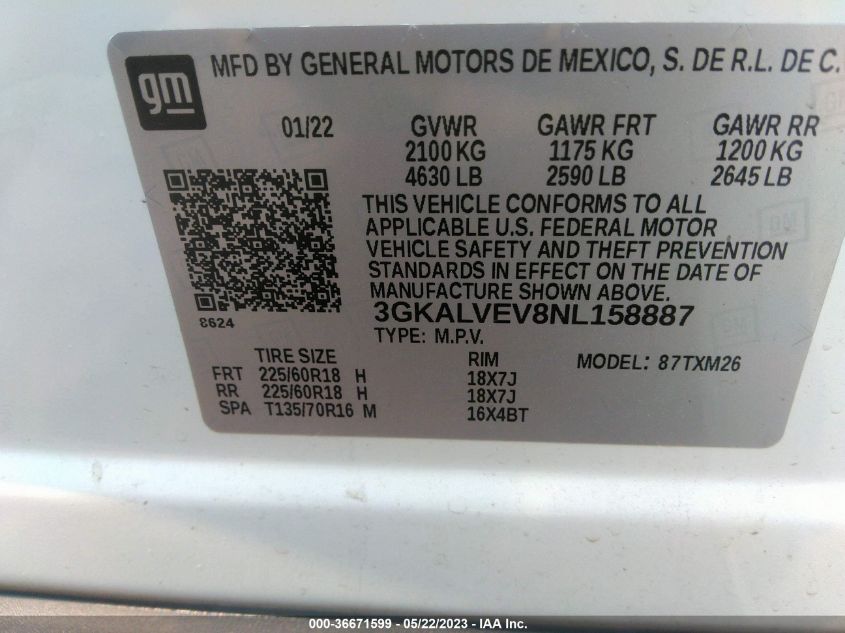 gm
MFD BY GENERAL MOTORS DE MEXICO, S. DE R.L. DE C.
01/22 GVWR GAWR FRT GAWR RR
2100 KG 1175 KG 1200 KG
4630 LB 2590 LB 2645 LB
THIS VEHICLE CONFORMS TO ALL
APPLICABLE U.S. FEDERAL MOTOR
VEHICLE SAFETY AND THEFT PREVENTION
STANDARDS IN EFFECT ON THE DATE OF
MANUFACTURE SHOWN ABOVE.
8624
3GKALVEV8NL158887
TYPE: M.P.V.
TIRE SIZE RIM MODEL: 87TXM26
FRT 225/60R18 H 18X7J
RR 225/60R18 H 18X7J
SPA T135/70R16 M 16X4BT
000-36671599 - 05/22/2023 - IAA Inc.